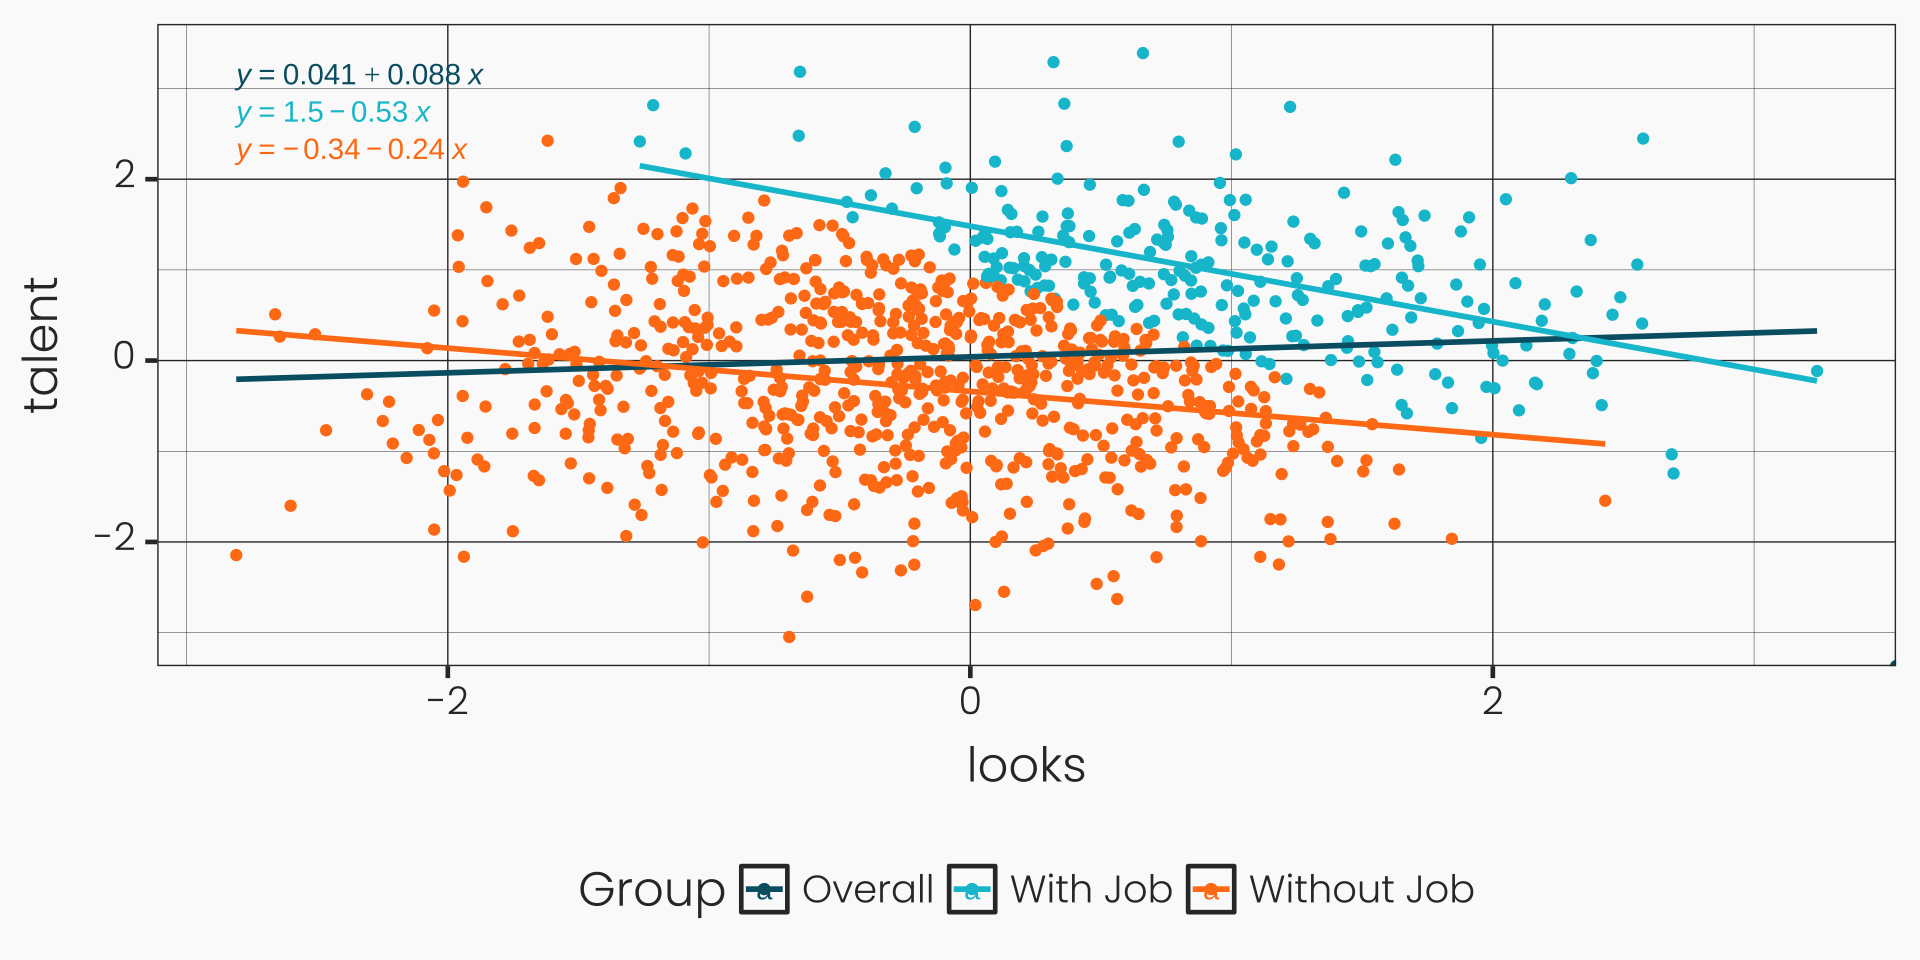 y = 0.041 + 0.088 x
y = 1.5 − 0.53 x
y = −0.34 − 0.24 x
2
0
−2
talent
−2 0 2
looks
Group a Overall a With Job a Without Job